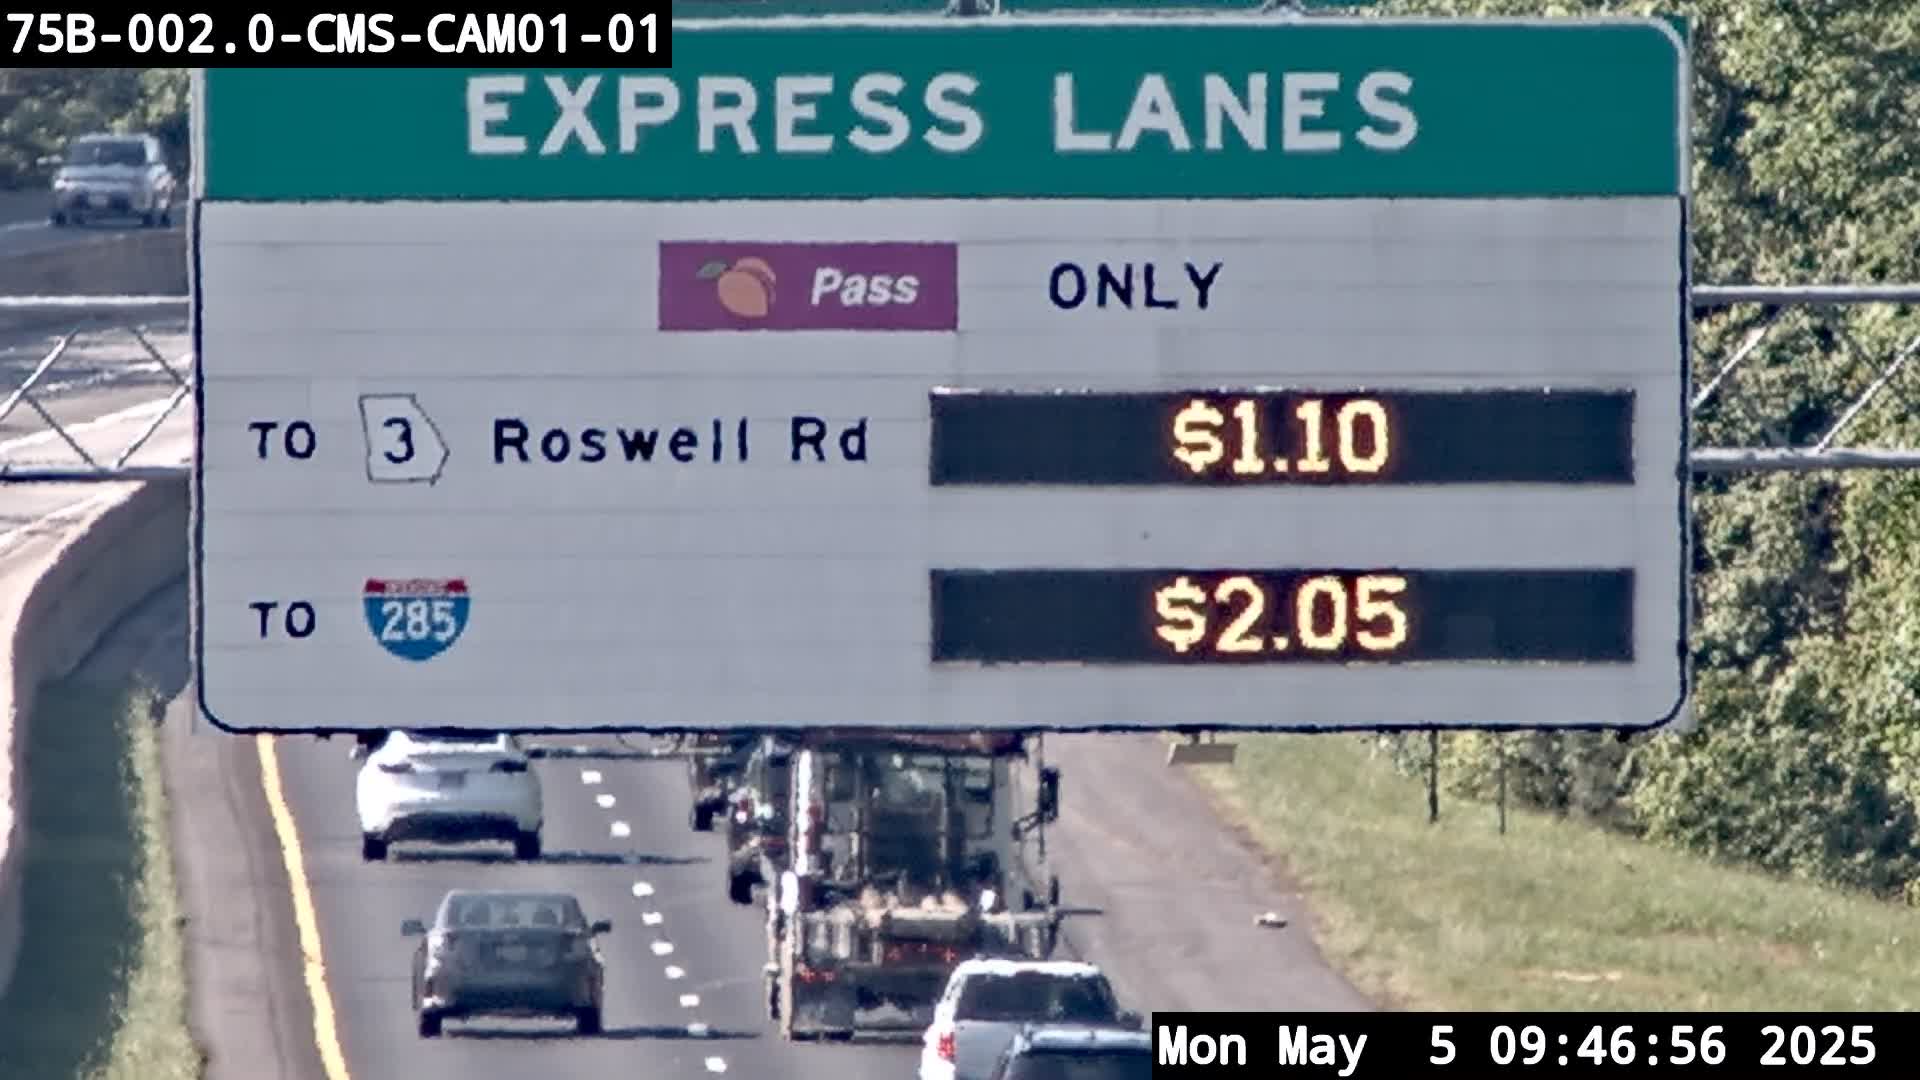 75B-002.0-CMS-CAM01-01
EXPRESS LANES
Pass ONLY
TO 3 Roswell Rd $1.10
TO 285 $2.05
Mon May 5 09:46:56 2025